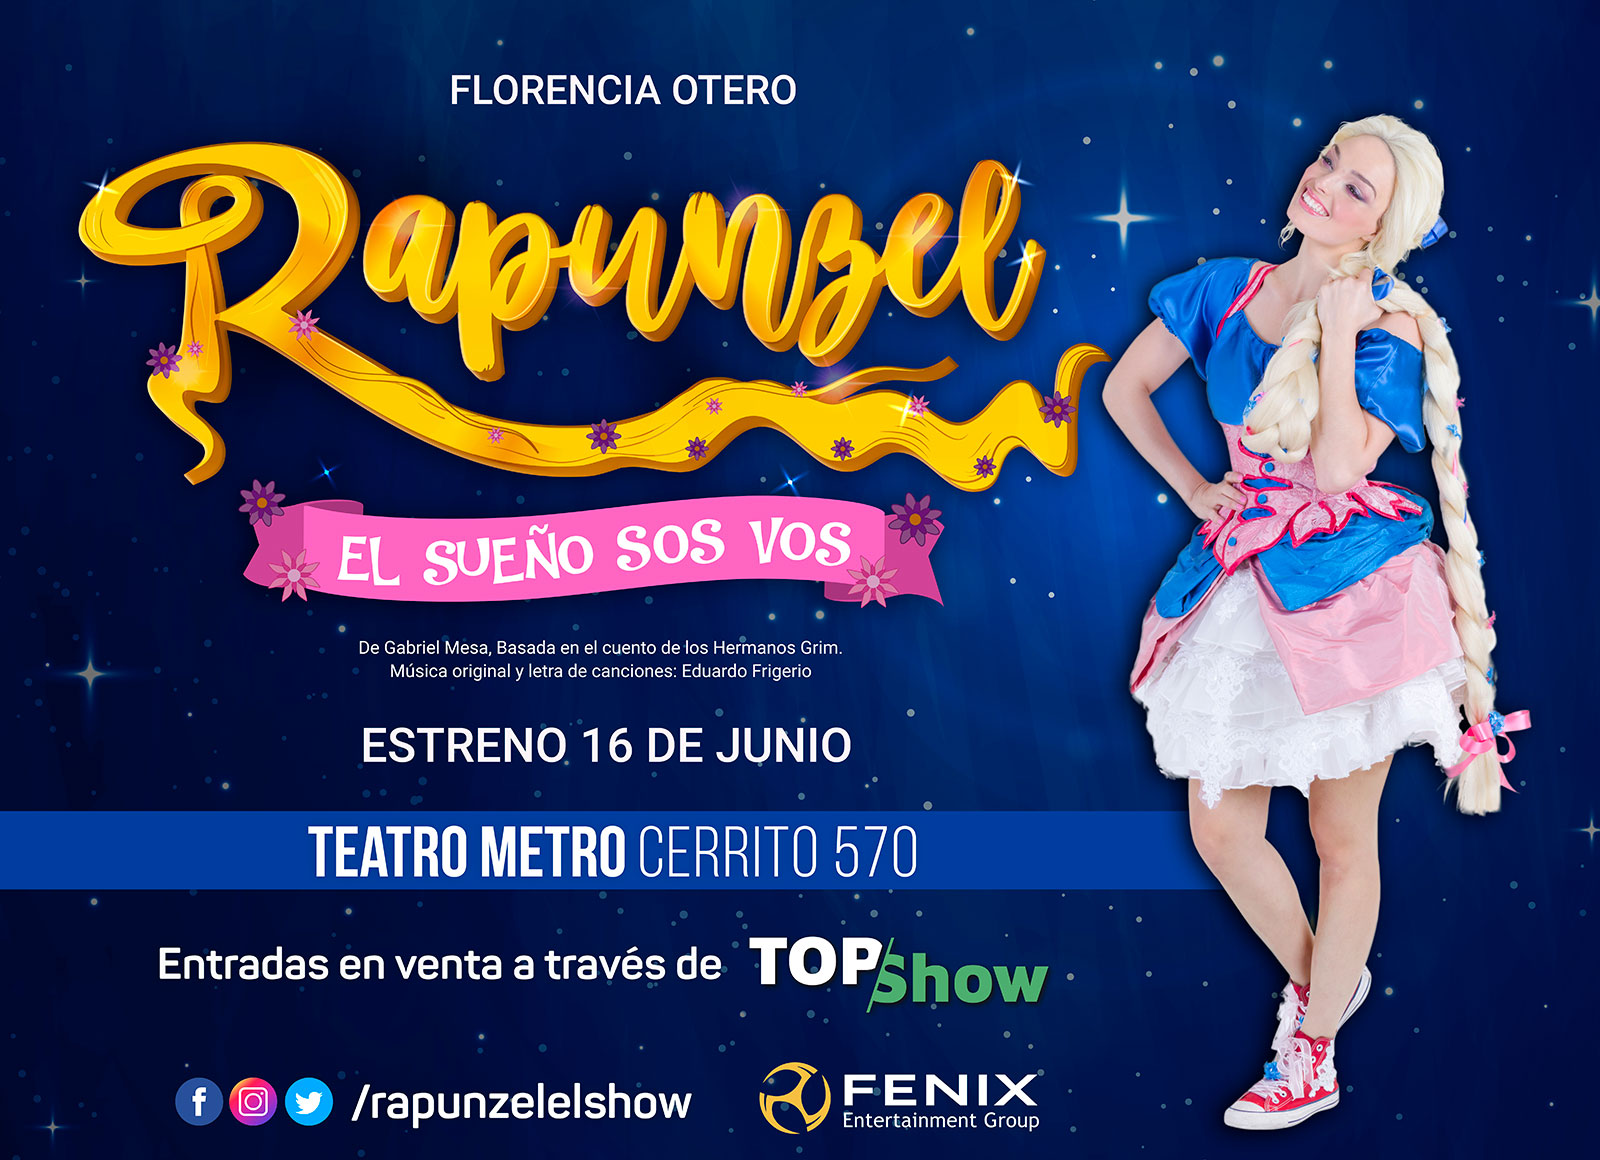 FLORENCIA OTERO
Rapunzel
EL SUEÑO SOS VOS
De Gabriel Mesa, Basada en el cuento de los Hermanos Grim.
Música original y letra de canciones: Eduardo Frigerio
ESTRENO 16 DE JUNIO
TEATRO METRO CERRITO 570
Entradas en venta a través de TOP/Show
/rapunzelelshow
FENIX
Entertainment Group